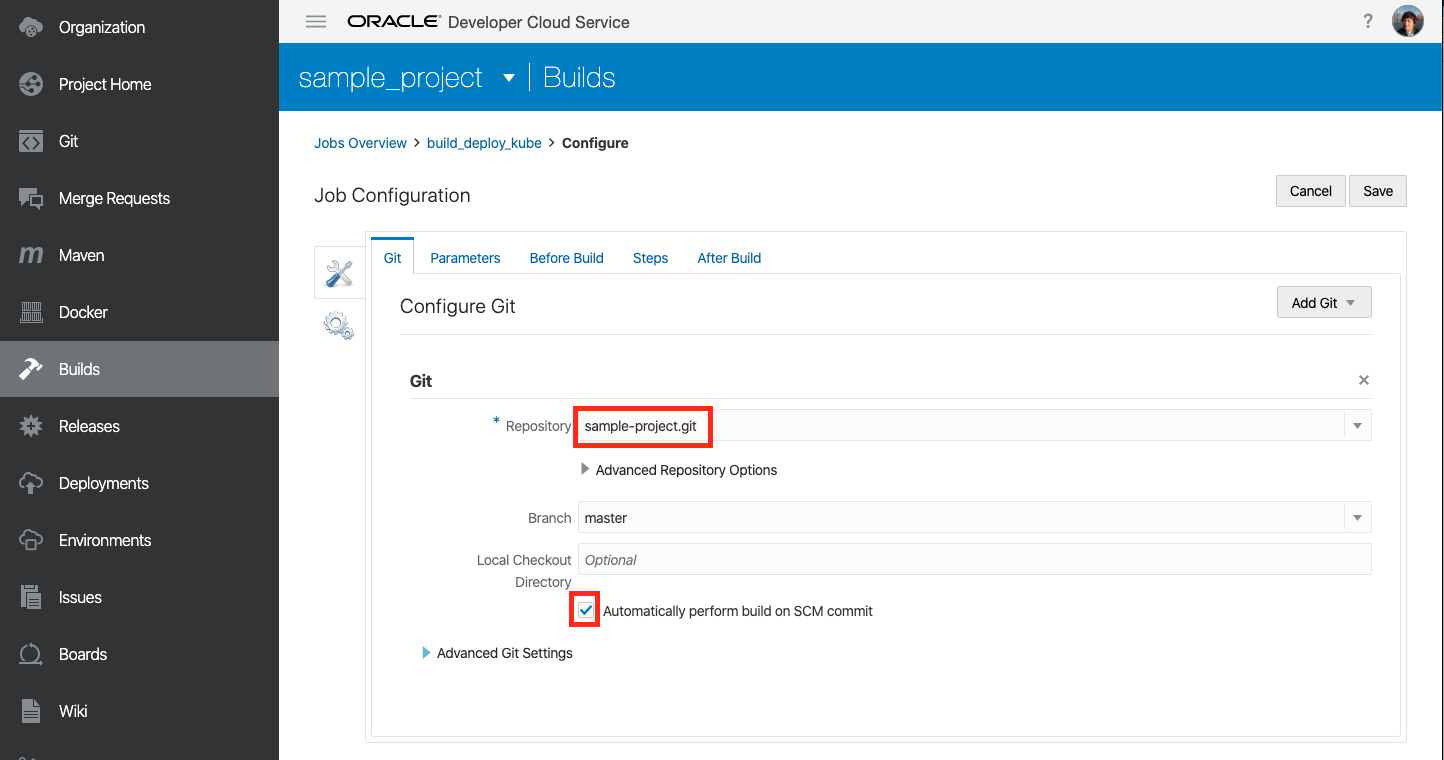 Organization
Project Home
Git
Merge Requests
m Maven
Docker
Builds
Releases
Deployments
Environments
Issues
Boards
Wiki
ORACLE® Developer Cloud Service
?
sample_project Builds
Jobs Overview > build_deploy_kube > Configure
Job Configuration
Cancel Save
Git Parameters Before Build Steps After Build
Configure Git
Add Git
Git
* Repository sample-project.git
Advanced Repository Options
Branch master
Local Checkout Directory Optional
Automatically perform build on SCM commit
Advanced Git Settings